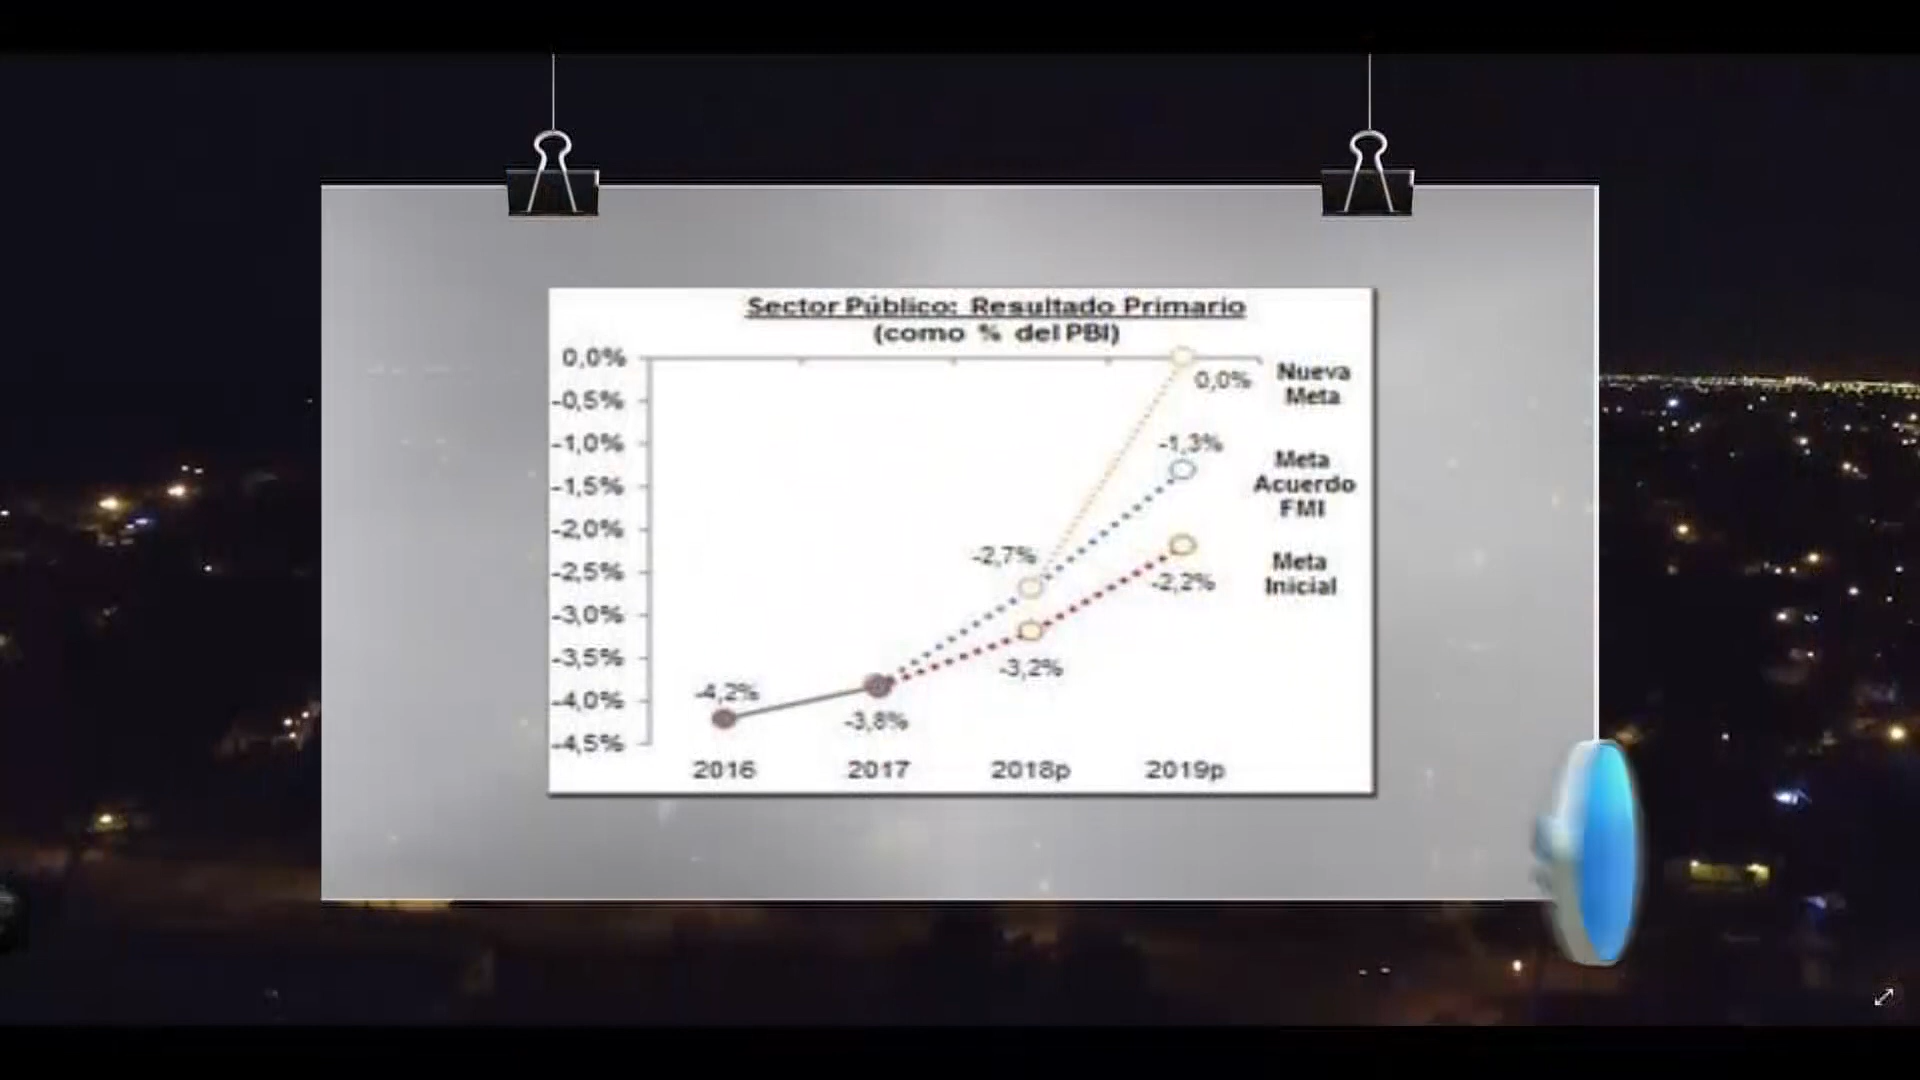 Sector Público: Resultado Primario
(como % del PBI)
0,0%
-0,5%
-1,0%
-1,5%
-2,0%
-2,5%
-3,0%
-3,5%
-4,0%
-4,5%
-4,2%
-3,8%
-2,7%
-3,2%
0,0%
-1,3%
-2,2%
Nueva
Meta
Meta
Acuerdo
FMI
Meta
Inicial
2016
2017
2018p
2019p